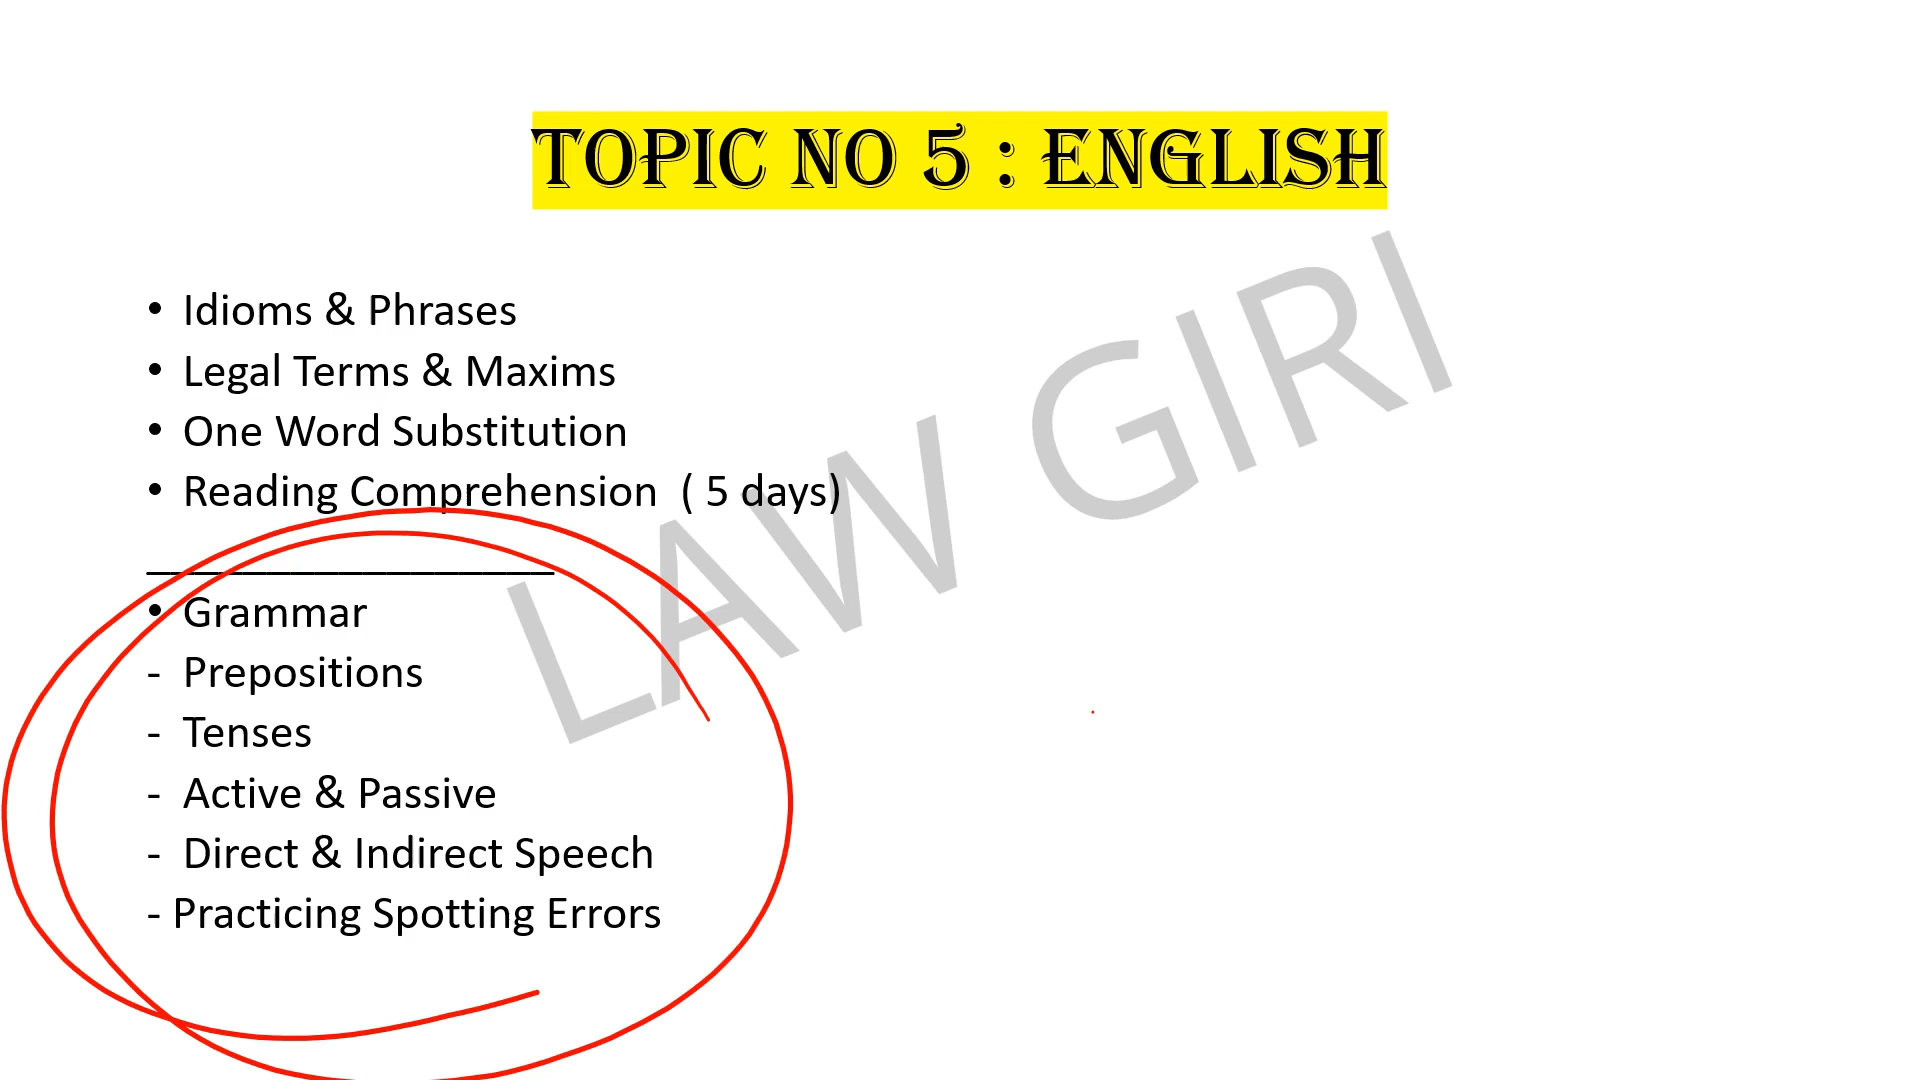 TOPIC NO 5 : ENGLISH
• Idioms & Phrases
• Legal Terms & Maxims
• One Word Substitution
• Reading Comprehension ( 5 days)
_________________
• Grammar
- Prepositions
- Tenses
- Active & Passive
- Direct & Indirect Speech
- Practicing Spotting Errors
LAW GIRI